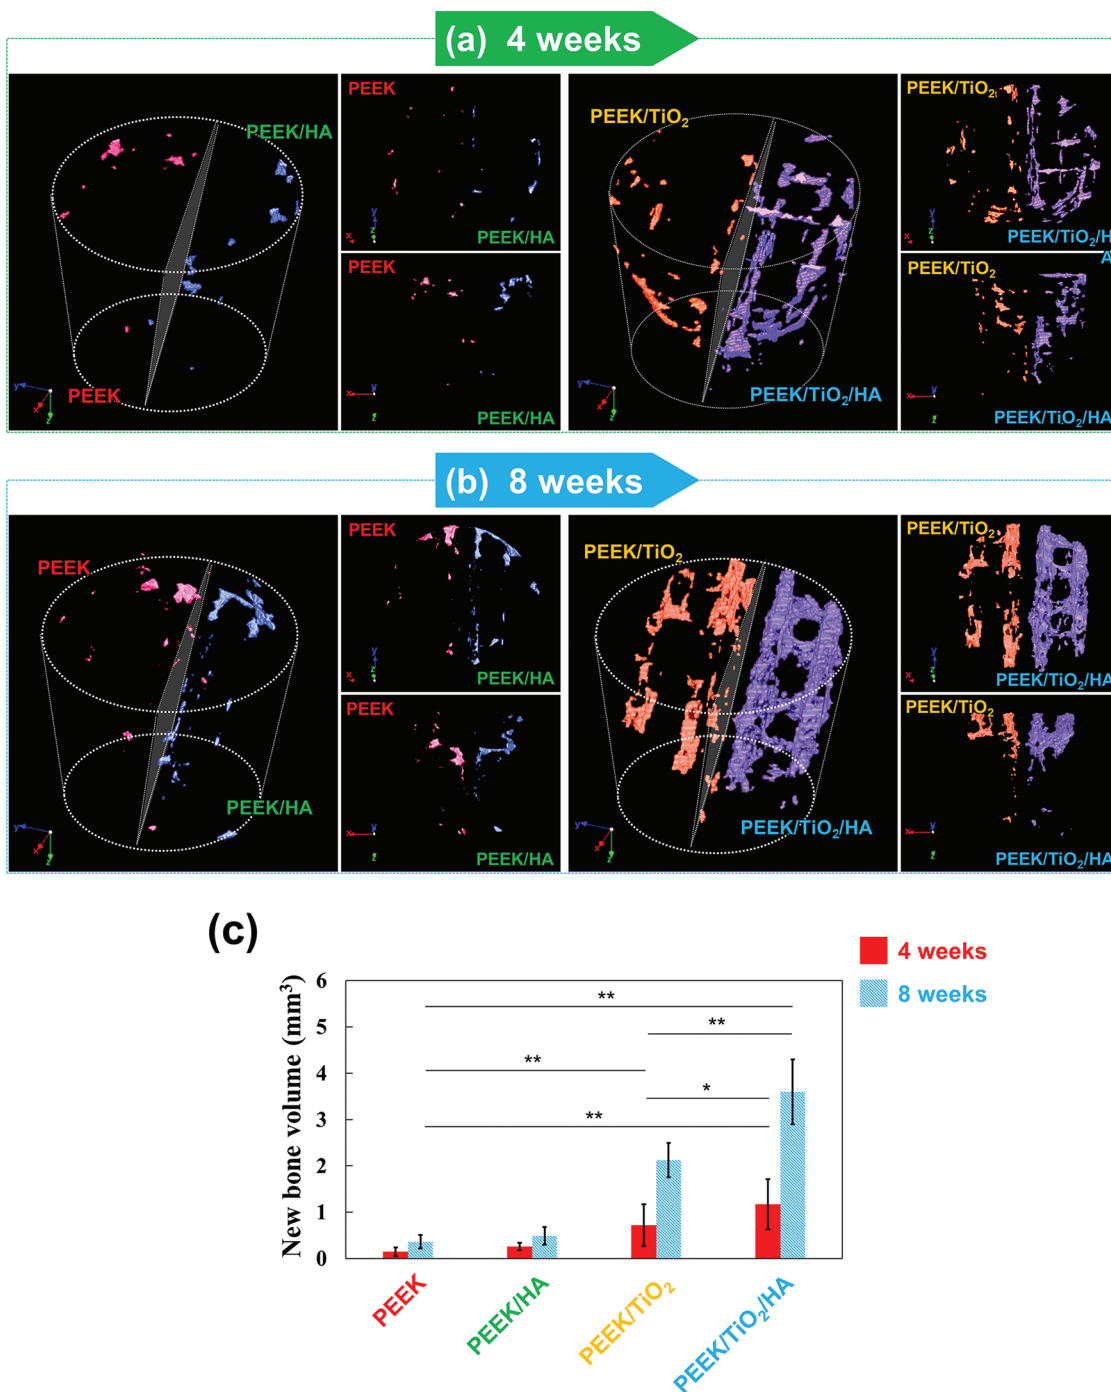 (a) 4 weeks
PEEK/HA
PEEK
y
x
z
PEEK
PEEK/HA
y
z
x
PEEK
PEEK/HA
x
y
z
PEEK/TiO₂
PEEK/TiO₂/HA
y
x
z
PEEK/TiO₂
PEEK/TiO₂/H
A
y
x
z
PEEK/TiO₂
PEEK/TiO₂/HA
x
y
z
(b) 8 weeks
PEEK
PEEK/HA
y
x
z
PEEK
PEEK/HA
y
z
x
PEEK
PEEK/HA
x
y
z
PEEK/TiO₂
PEEK/TiO₂/HA
y
x
z
PEEK/TiO₂
PEEK/TiO₂/HA
y
z
x
PEEK/TiO₂
PEEK/TiO₂/HA
x
y
z
(c)
4 weeks
8 weeks
New bone volume (mm³)
6
5
4
3
2
1
0
**
**
**
*
**
PEEK
PEEK/HA
PEEK/TiO₂
PEEK/TiO₂/HA